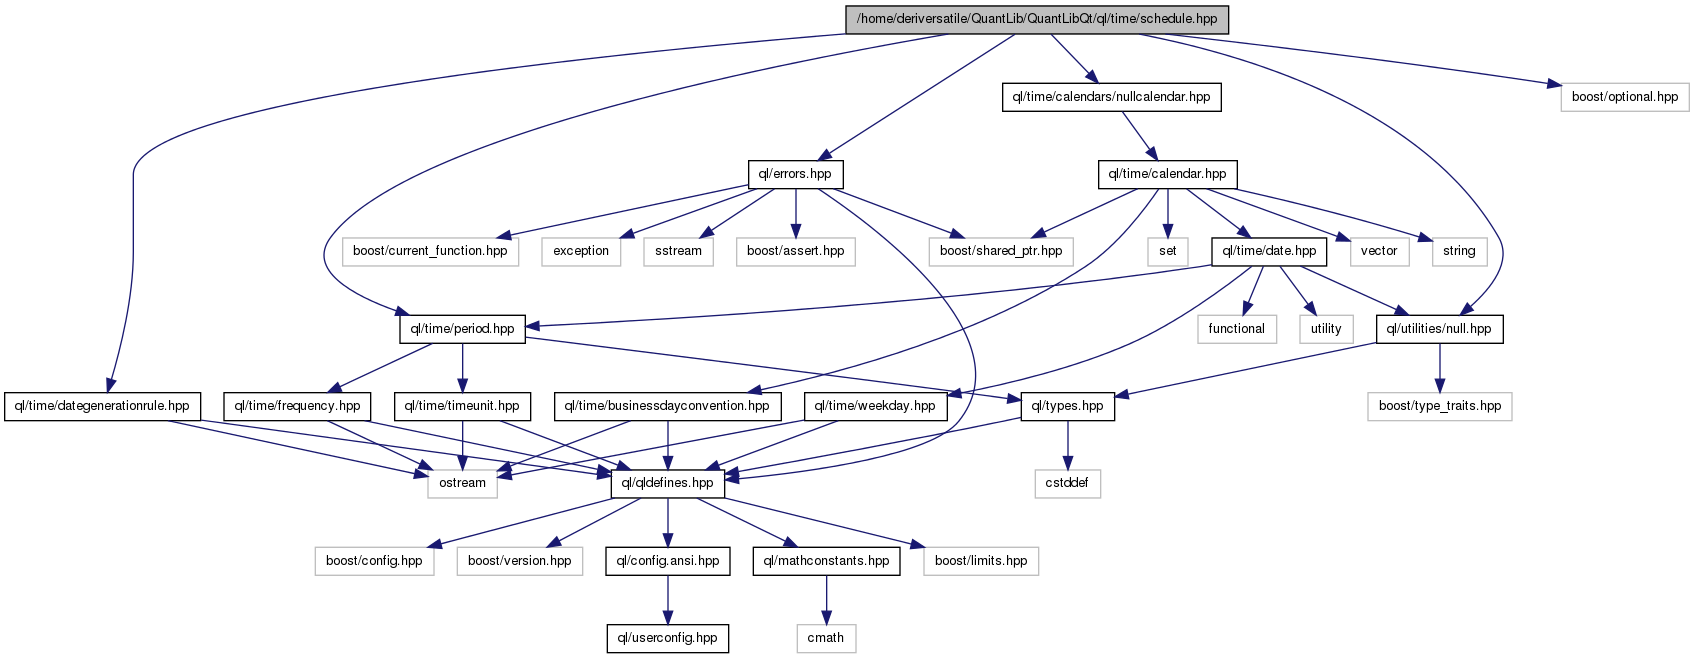 /home/deriversatile/QuantLib/QuantLibQt/ql/time/schedule.hpp
ql/time/calendars/nullcalendar.hpp
boost/optional.hpp
ql/errors.hpp
ql/time/calendar.hpp
boost/current_function.hpp
exception
sstream
boost/assert.hpp
boost/shared_ptr.hpp
set
ql/time/date.hpp
vector
string
ql/time/period.hpp
functional
utility
ql/utilities/null.hpp
ql/time/dategenerationrule.hpp
ql/time/frequency.hpp
ql/time/timeunit.hpp
ql/time/businessdayconvention.hpp
ql/time/weekday.hpp
ql/types.hpp
boost/type_traits.hpp
ostream
ql/qldefines.hpp
cstddef
boost/config.hpp
boost/version.hpp
ql/config.ansi.hpp
ql/mathconstants.hpp
boost/limits.hpp
ql/userconfig.hpp
cmath